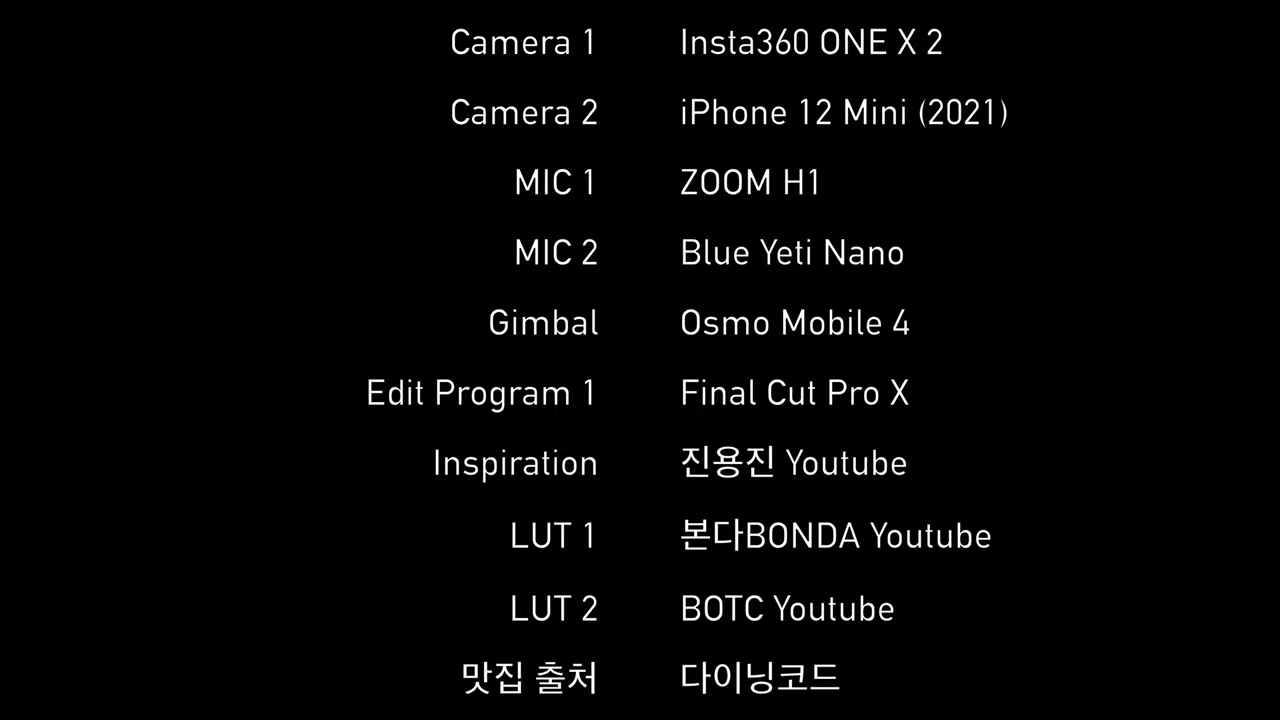 Camera 1 Insta360 ONE X 2
Camera 2 iPhone 12 Mini (2021)
MIC 1 ZOOM H1
MIC 2 Blue Yeti Nano
Gimbal Osmo Mobile 4
Edit Program 1 Final Cut Pro X
Inspiration 진용진 Youtube
LUT 1 본다BONDA Youtube
LUT 2 BOTC Youtube
맛집 출처 다이닝코드